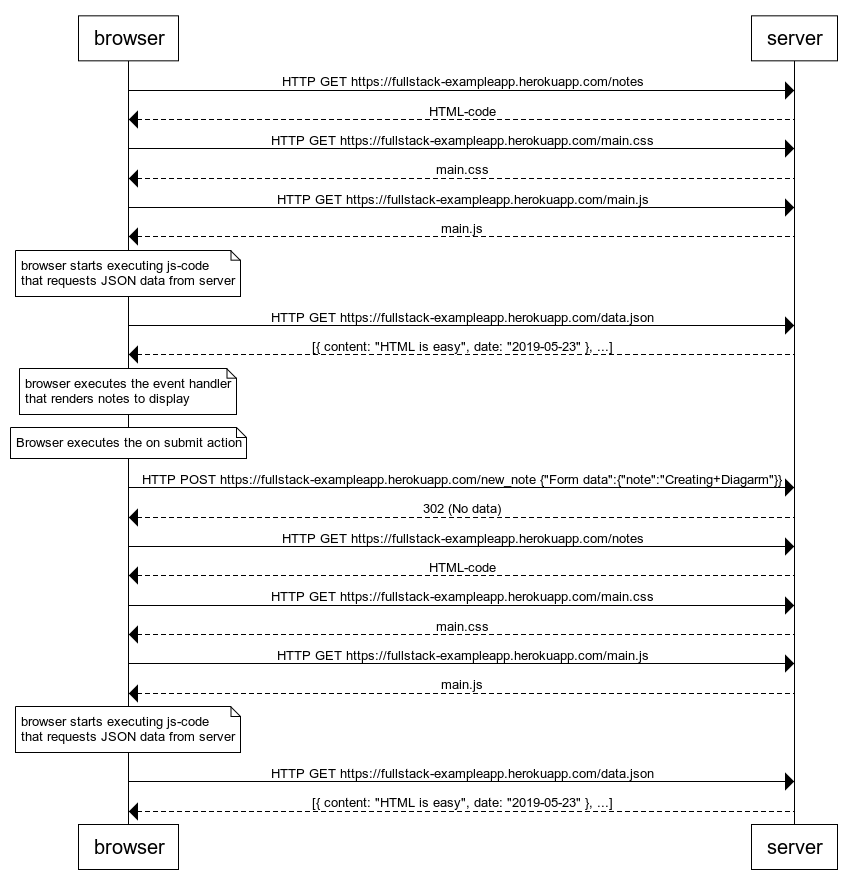 browser
server
HTTP GET https://fullstack-exampleapp.herokuapp.com/notes
HTML-code
HTTP GET https://fullstack-exampleapp.herokuapp.com/main.css
main.css
HTTP GET https://fullstack-exampleapp.herokuapp.com/main.js
main.js
browser starts executing js-code
that requests JSON data from server
HTTP GET https://fullstack-exampleapp.herokuapp.com/data.json
[{ content: "HTML is easy", date: "2019-05-23" }, ...]
browser executes the event handler
that renders notes to display
Browser executes the on submit action
HTTP POST https://fullstack-exampleapp.herokuapp.com/new_note {"Form data":{"note":"Creating+Diagarm"}}
302 (No data)
HTTP GET https://fullstack-exampleapp.herokuapp.com/notes
HTML-code
HTTP GET https://fullstack-exampleapp.herokuapp.com/main.css
main.css
HTTP GET https://fullstack-exampleapp.herokuapp.com/main.js
main.js
browser starts executing js-code
that requests JSON data from server
HTTP GET https://fullstack-exampleapp.herokuapp.com/data.json
[{ content: "HTML is easy", date: "2019-05-23" }, ...]
browser
server